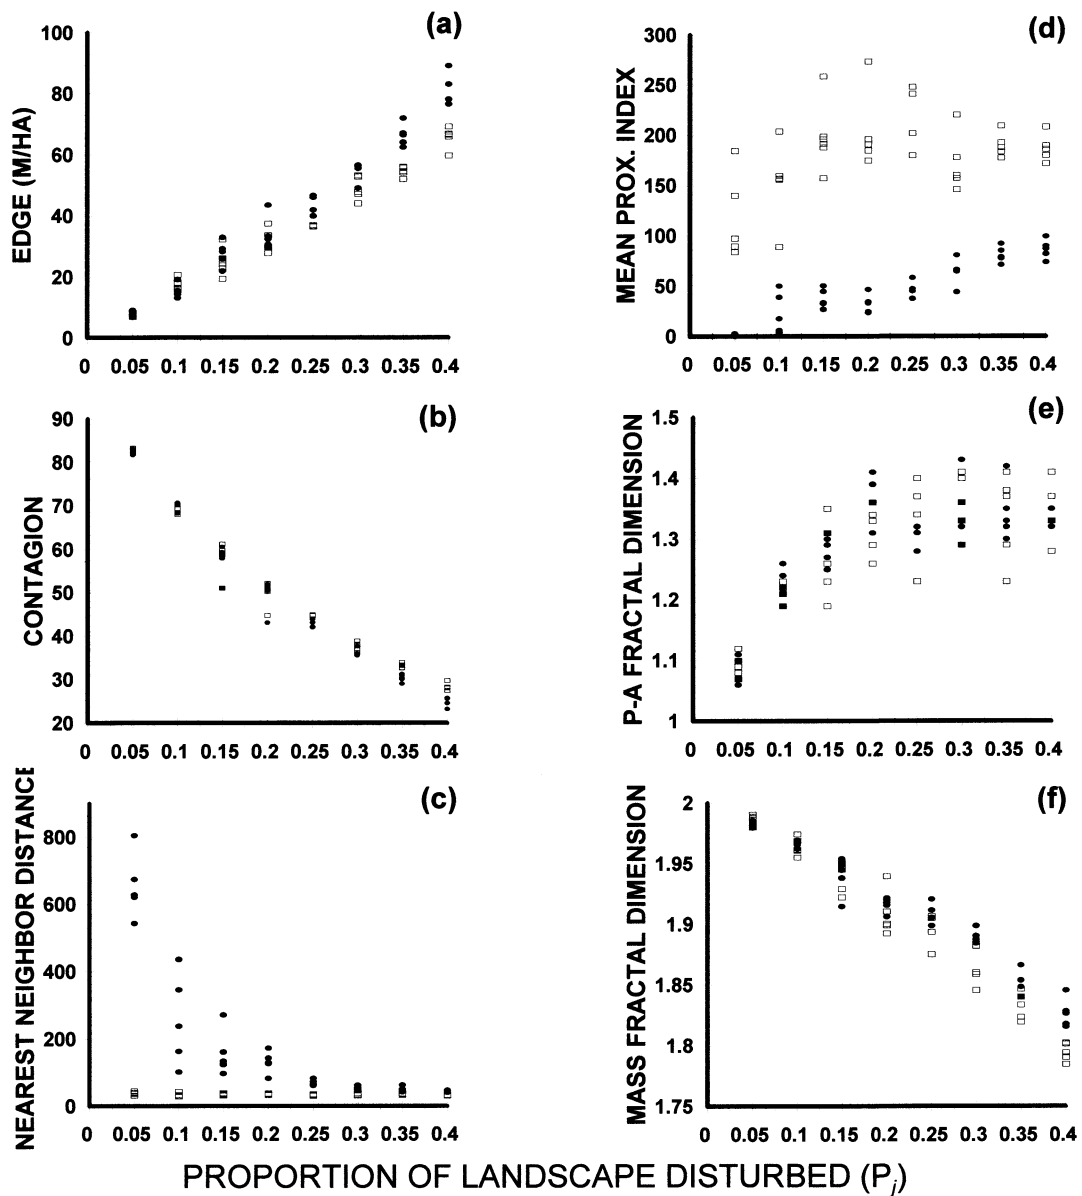 (a)
EDGE (M/HA)
100
80
60
40
20
0
0 0.05 0.1 0.15 0.2 0.25 0.3 0.35 0.4
(d)
MEAN PROX. INDEX
300
250
200
150
100
50
0
0 0.05 0.1 0.15 0.2 0.25 0.3 0.35 0.4
(b)
CONTAGION
90
80
70
60
50
40
30
20
0 0.05 0.1 0.15 0.2 0.25 0.3 0.35 0.4
(e)
P-A FRACTAL DIMENSION
1.5
1.4
1.3
1.2
1.1
1
0 0.05 0.1 0.15 0.2 0.25 0.3 0.35 0.4
(c)
NEAREST NEIGHBOR DISTANCE
800
600
400
200
0
0 0.05 0.1 0.15 0.2 0.25 0.3 0.35 0.4
(f)
MASS FRACTAL DIMENSION
2
1.95
1.9
1.85
1.8
1.75
0 0.05 0.1 0.15 0.2 0.25 0.3 0.35 0.4
PROPORTION OF LANDSCAPE DISTURBED (Pj)